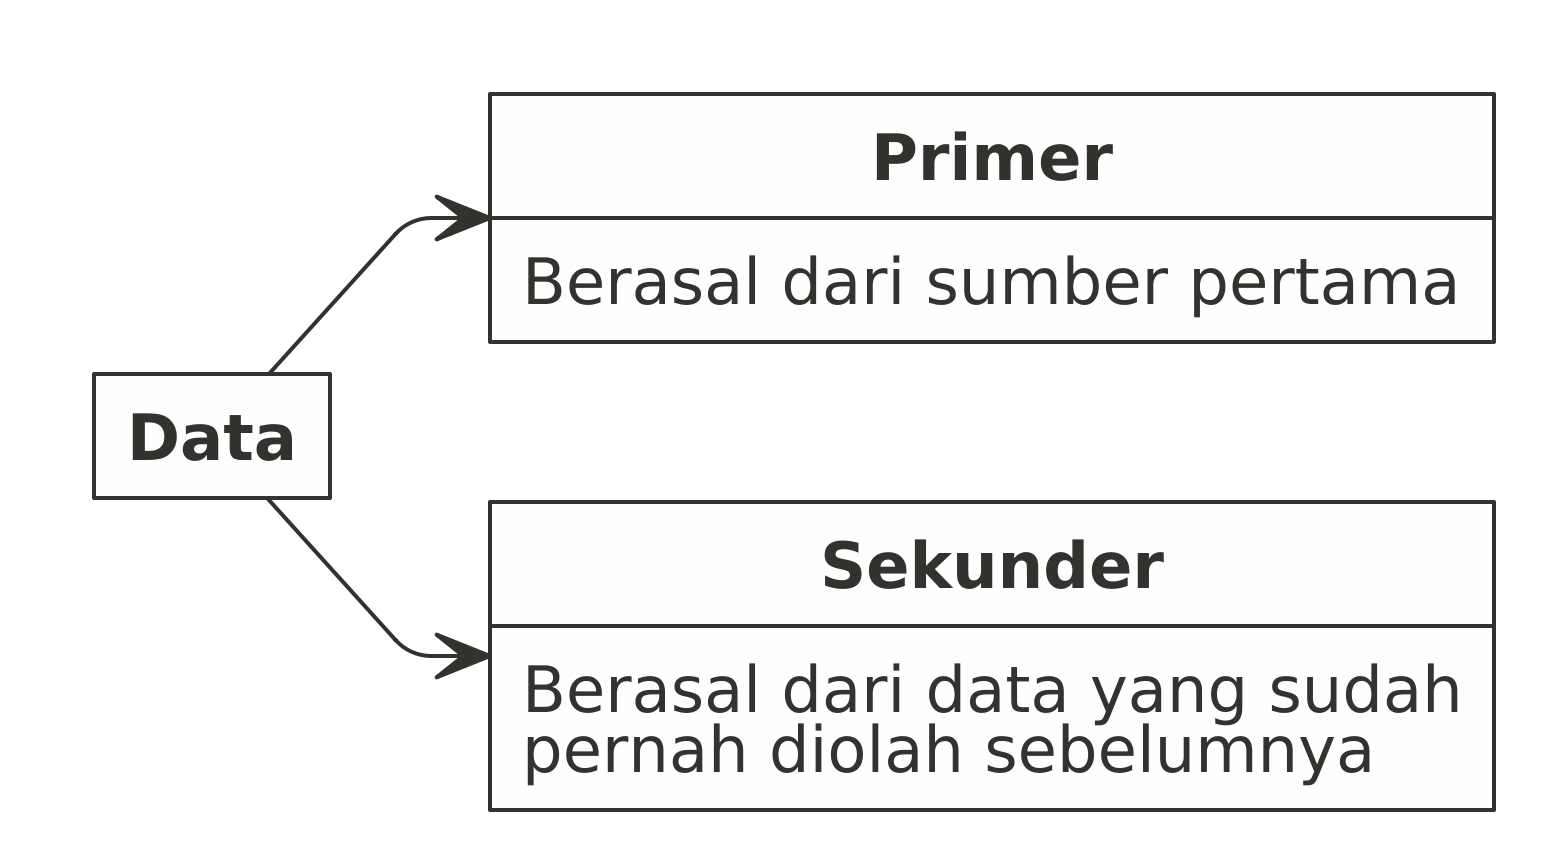 Primer
Berasal dari sumber pertama
Data
Sekunder
Berasal dari data yang sudah
pernah diolah sebelumnya